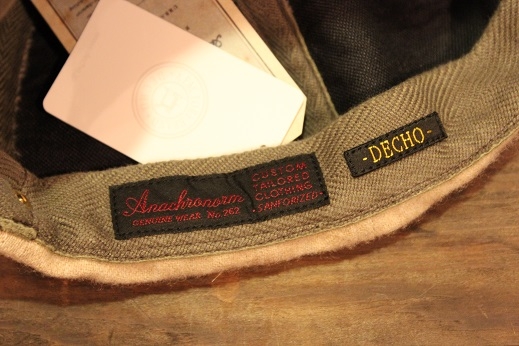 Anachronorm
GENUINE WEAR No.262
CUSTOM
TAILORED
CLOTHING
-SANFORIZED-
-DECHO-